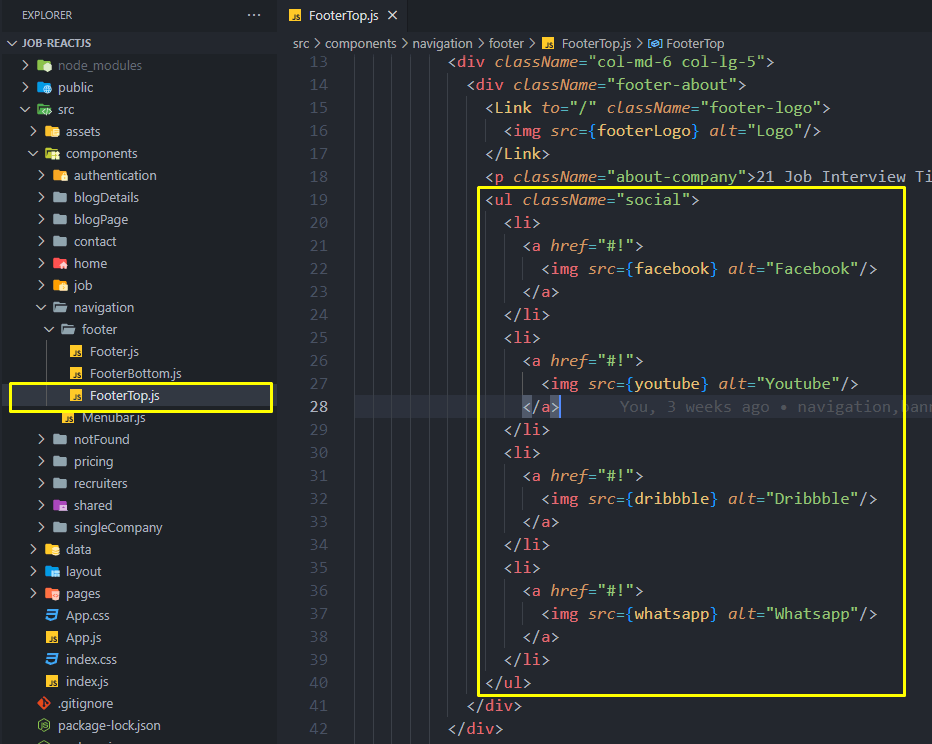 EXPLORER
JOB-REACTJS
node_modules
public
src
assets
components
authentication
blogDetails
blogPage
contact
home
job
navigation
footer
Footer.js
FooterBottom.js
FooterTop.js
Menubar.js
notFound
pricing
recruiters
shared
singleCompany
data
layout
pages
App.css
App.js
index.css
index.js
.gitignore
package-lock.json
FooterTop.js
src > components > navigation > footer > FooterTop.js > FooterTop
13 <div className="col-md-6 col-lg-5">
14 <div className="footer-about">
15 <Link to="/" className="footer-logo">
16 <img src={footerLogo} alt="Logo"/>
17 </Link>
18 <p className="about-company">21 Job Interview
19 <ul className="social">
20 <li>
21 <a href="#!">
22 <img src={facebook} alt="Facebook"/>
23 </a>
24 </li>
25 <li>
26 <a href="#!">
27 <img src={youtube} alt="Youtube"/>
28 </a> You, 3 weeks ago • navigation,
29 </li>
30 <li>
31 <a href="#!">
32 <img src={dribbble} alt="Dribbble"/>
33 </a>
34 </li>
35 <li>
36 <a href="#!">
37 <img src={whatsapp} alt="Whatsapp"/>
38 </a>
39 </li>
40 </ul>
41 </div>
42 </div>